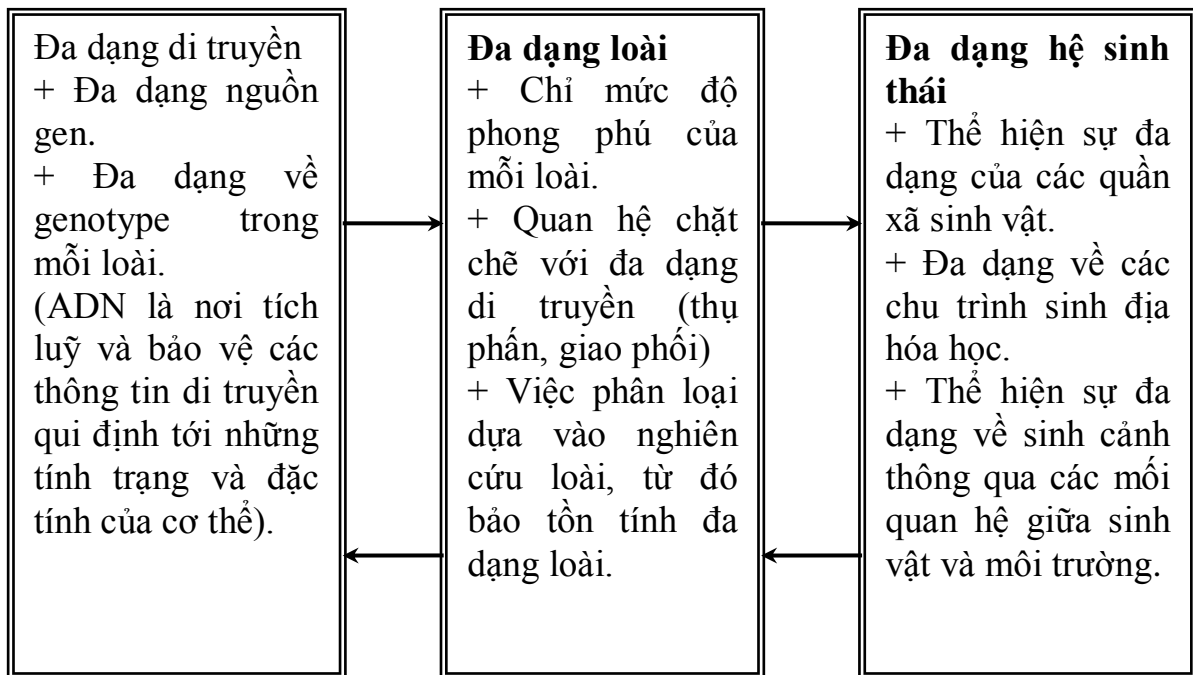 Đa dạng di truyền
+ Đa dạng nguồn
gen.
+ Đa dạng về
genotype trong
mỗi loài.
(ADN là nơi tích
luỹ và bảo vệ các
thông tin di truyền
qui định tới những
tính trạng và đặc
tính của cơ thể).
Đa dạng loài
+ Chỉ mức độ
phong phú của
mỗi loài.
+ Quan hệ chặt
chẽ với đa dạng
di truyền (thụ
phấn, giao phối)
+ Việc phân loại
dựa vào nghiên
cứu loài, từ đó
bảo tồn tính đa
dạng loài.
Đa dạng hệ sinh
thái
+ Thể hiện sự đa
dạng của các quần
xã sinh vật.
+ Đa dạng về các
chu trình sinh địa
hóa học.
+ Thể hiện sự đa
dạng về sinh cảnh
thông qua các mối
quan hệ giữa sinh
vật và môi trường.